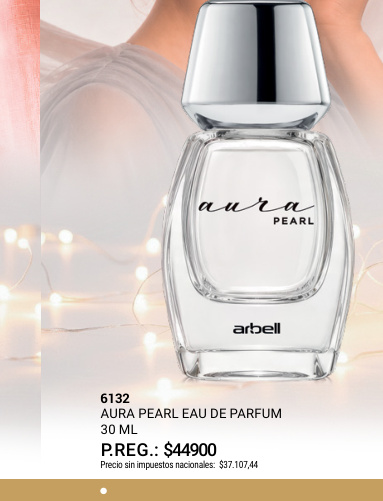 aura
PEARL
arbell
6132
AURA PEARL EAU DE PARFUM
30 ML
P.REG.: $44900
Precio sin impuestos nacionales: $37.107,44